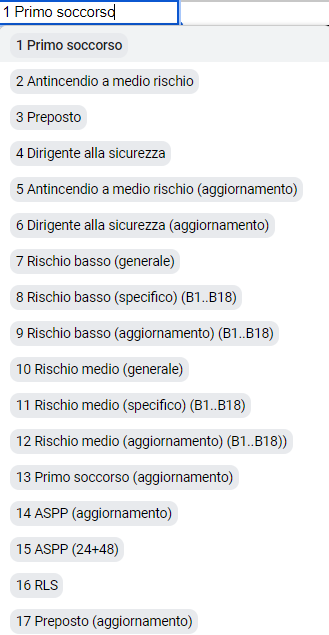 1 Primo soccorso
1 Primo soccorso
2 Antincendio a medio rischio
3 Preposto
4 Dirigente alla sicurezza
5 Antincendio a medio rischio (aggiornamento)
6 Dirigente alla sicurezza (aggiornamento)
7 Rischio basso (generale)
8 Rischio basso (specifico) (B1..B18)
9 Rischio basso (aggiornamento) (B1..B18)
10 Rischio medio (generale)
11 Rischio medio (specifico) (B1..B18)
12 Rischio medio (aggiornamento) (B1..B18))
13 Primo soccorso (aggiornamento)
14 ASPP (aggiornamento)
15 ASPP (24+48)
16 RLS
17 Preposto (aggiornamento)